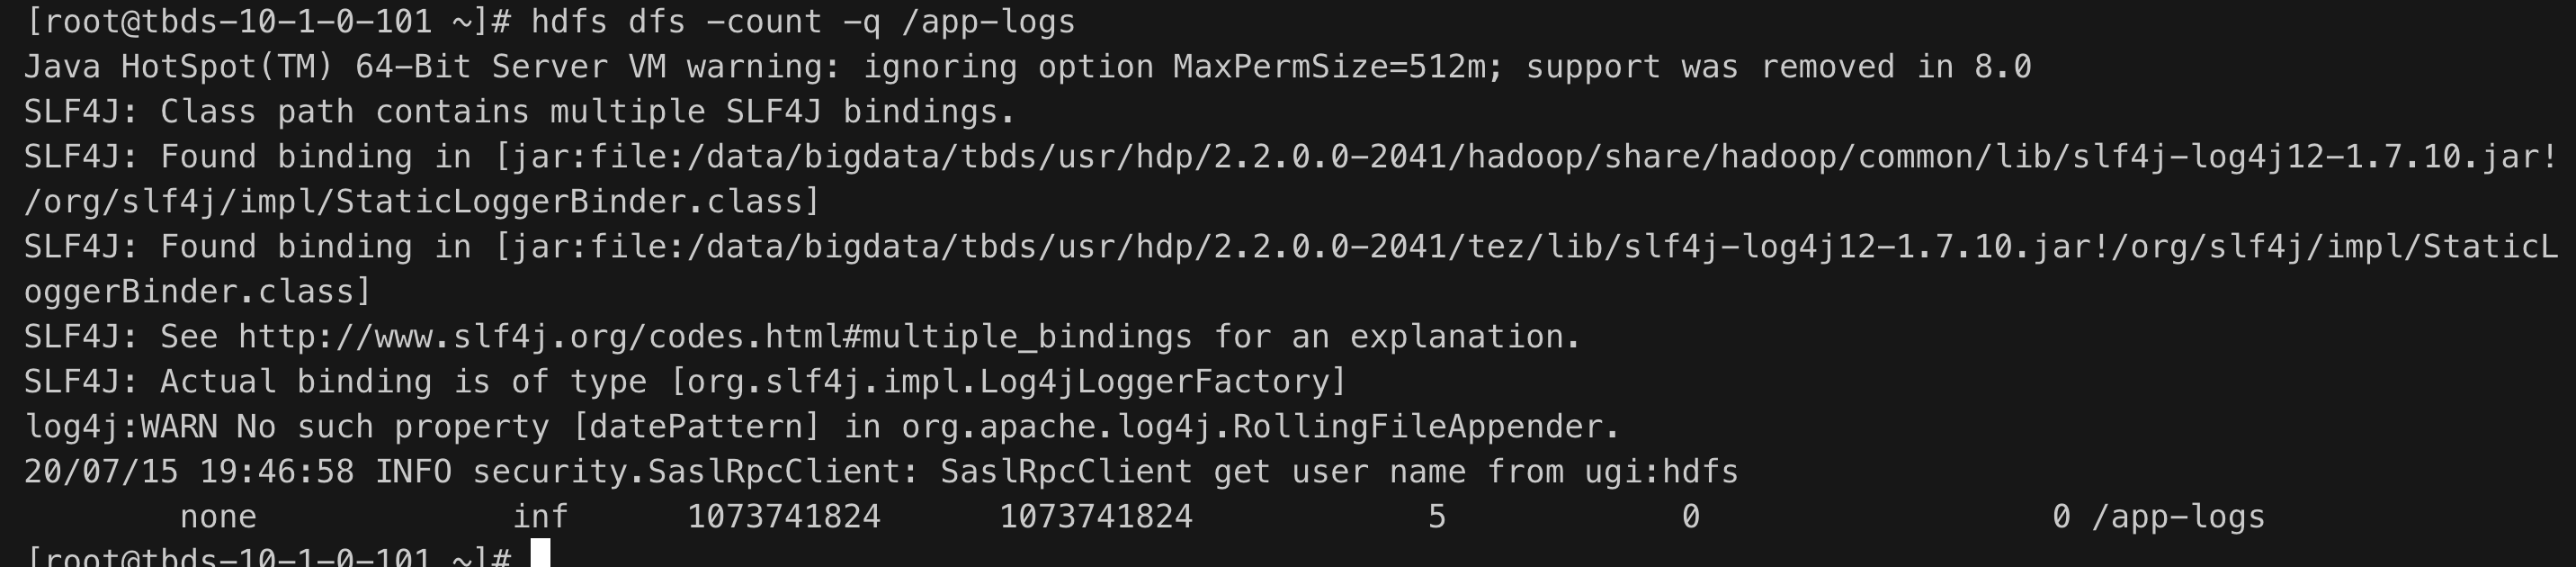 [root@tbds-10-1-0-101 ~]# hdfs dfs -count -q /app-logs
Java HotSpot(TM) 64-Bit Server VM warning: ignoring option MaxPermSize=512m; support was removed in 8.0
SLF4J: Class path contains multiple SLF4J bindings.
SLF4J: Found binding in [jar:file:/data/bigdata/tbds/usr/hdp/2.2.0.0-2041/hadoop/share/hadoop/common/lib/slf4j-log4j12-1.7.10.jar!
/org/slf4j/impl/StaticLoggerBinder.class]
SLF4J: Found binding in [jar:file:/data/bigdata/tbds/usr/hdp/2.2.0.0-2041/tez/lib/slf4j-log4j12-1.7.10.jar!/org/slf4j/impl/StaticL
oggerBinder.class]
SLF4J: See http://www.slf4j.org/codes.html#multiple_bindings for an explanation.
SLF4J: Actual binding is of type [org.slf4j.impl.Log4jLoggerFactory]
log4j:WARN No such property [datePattern] in org.apache.log4j.RollingFileAppender.
20/07/15 19:46:58 INFO security.SaslRpcClient: SaslRpcClient get user name from ugi:hdfs
        none             inf      1073741824      1073741824            5            0                  0 /app-logs
[root@tbds-10-1-0-101 ~]#